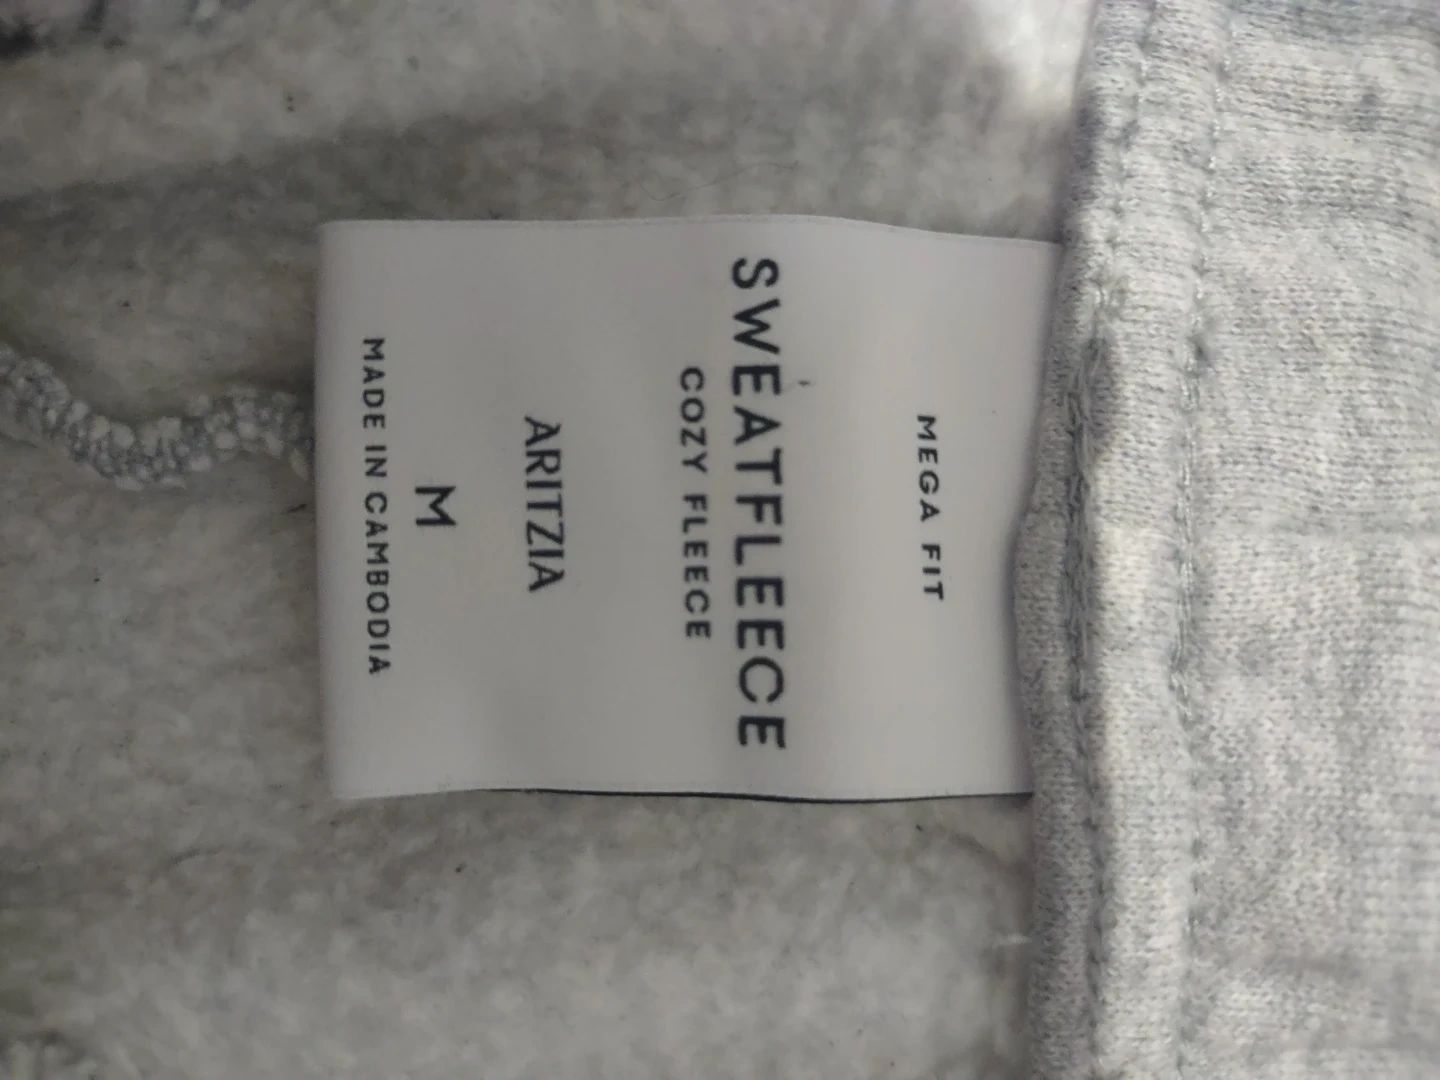 MEGA FIT
SWEATFLEECE
COZY FLEECE
ARITZIA
M
MADE IN CAMBODIA